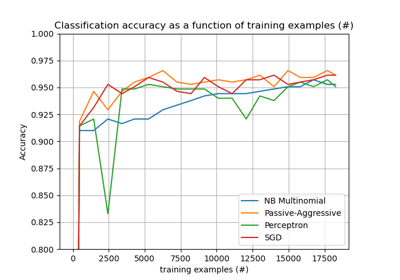 Classification accuracy as a function of training examples (#)
1.000
0.975
0.950
0.925
0.900
0.875
0.850
0.825
0.800
Accuracy
NB Multinomial
Passive-Aggressive
Perceptron
SGD
0 2500 5000 7500 10000 12500 15000 17500
training examples (#)